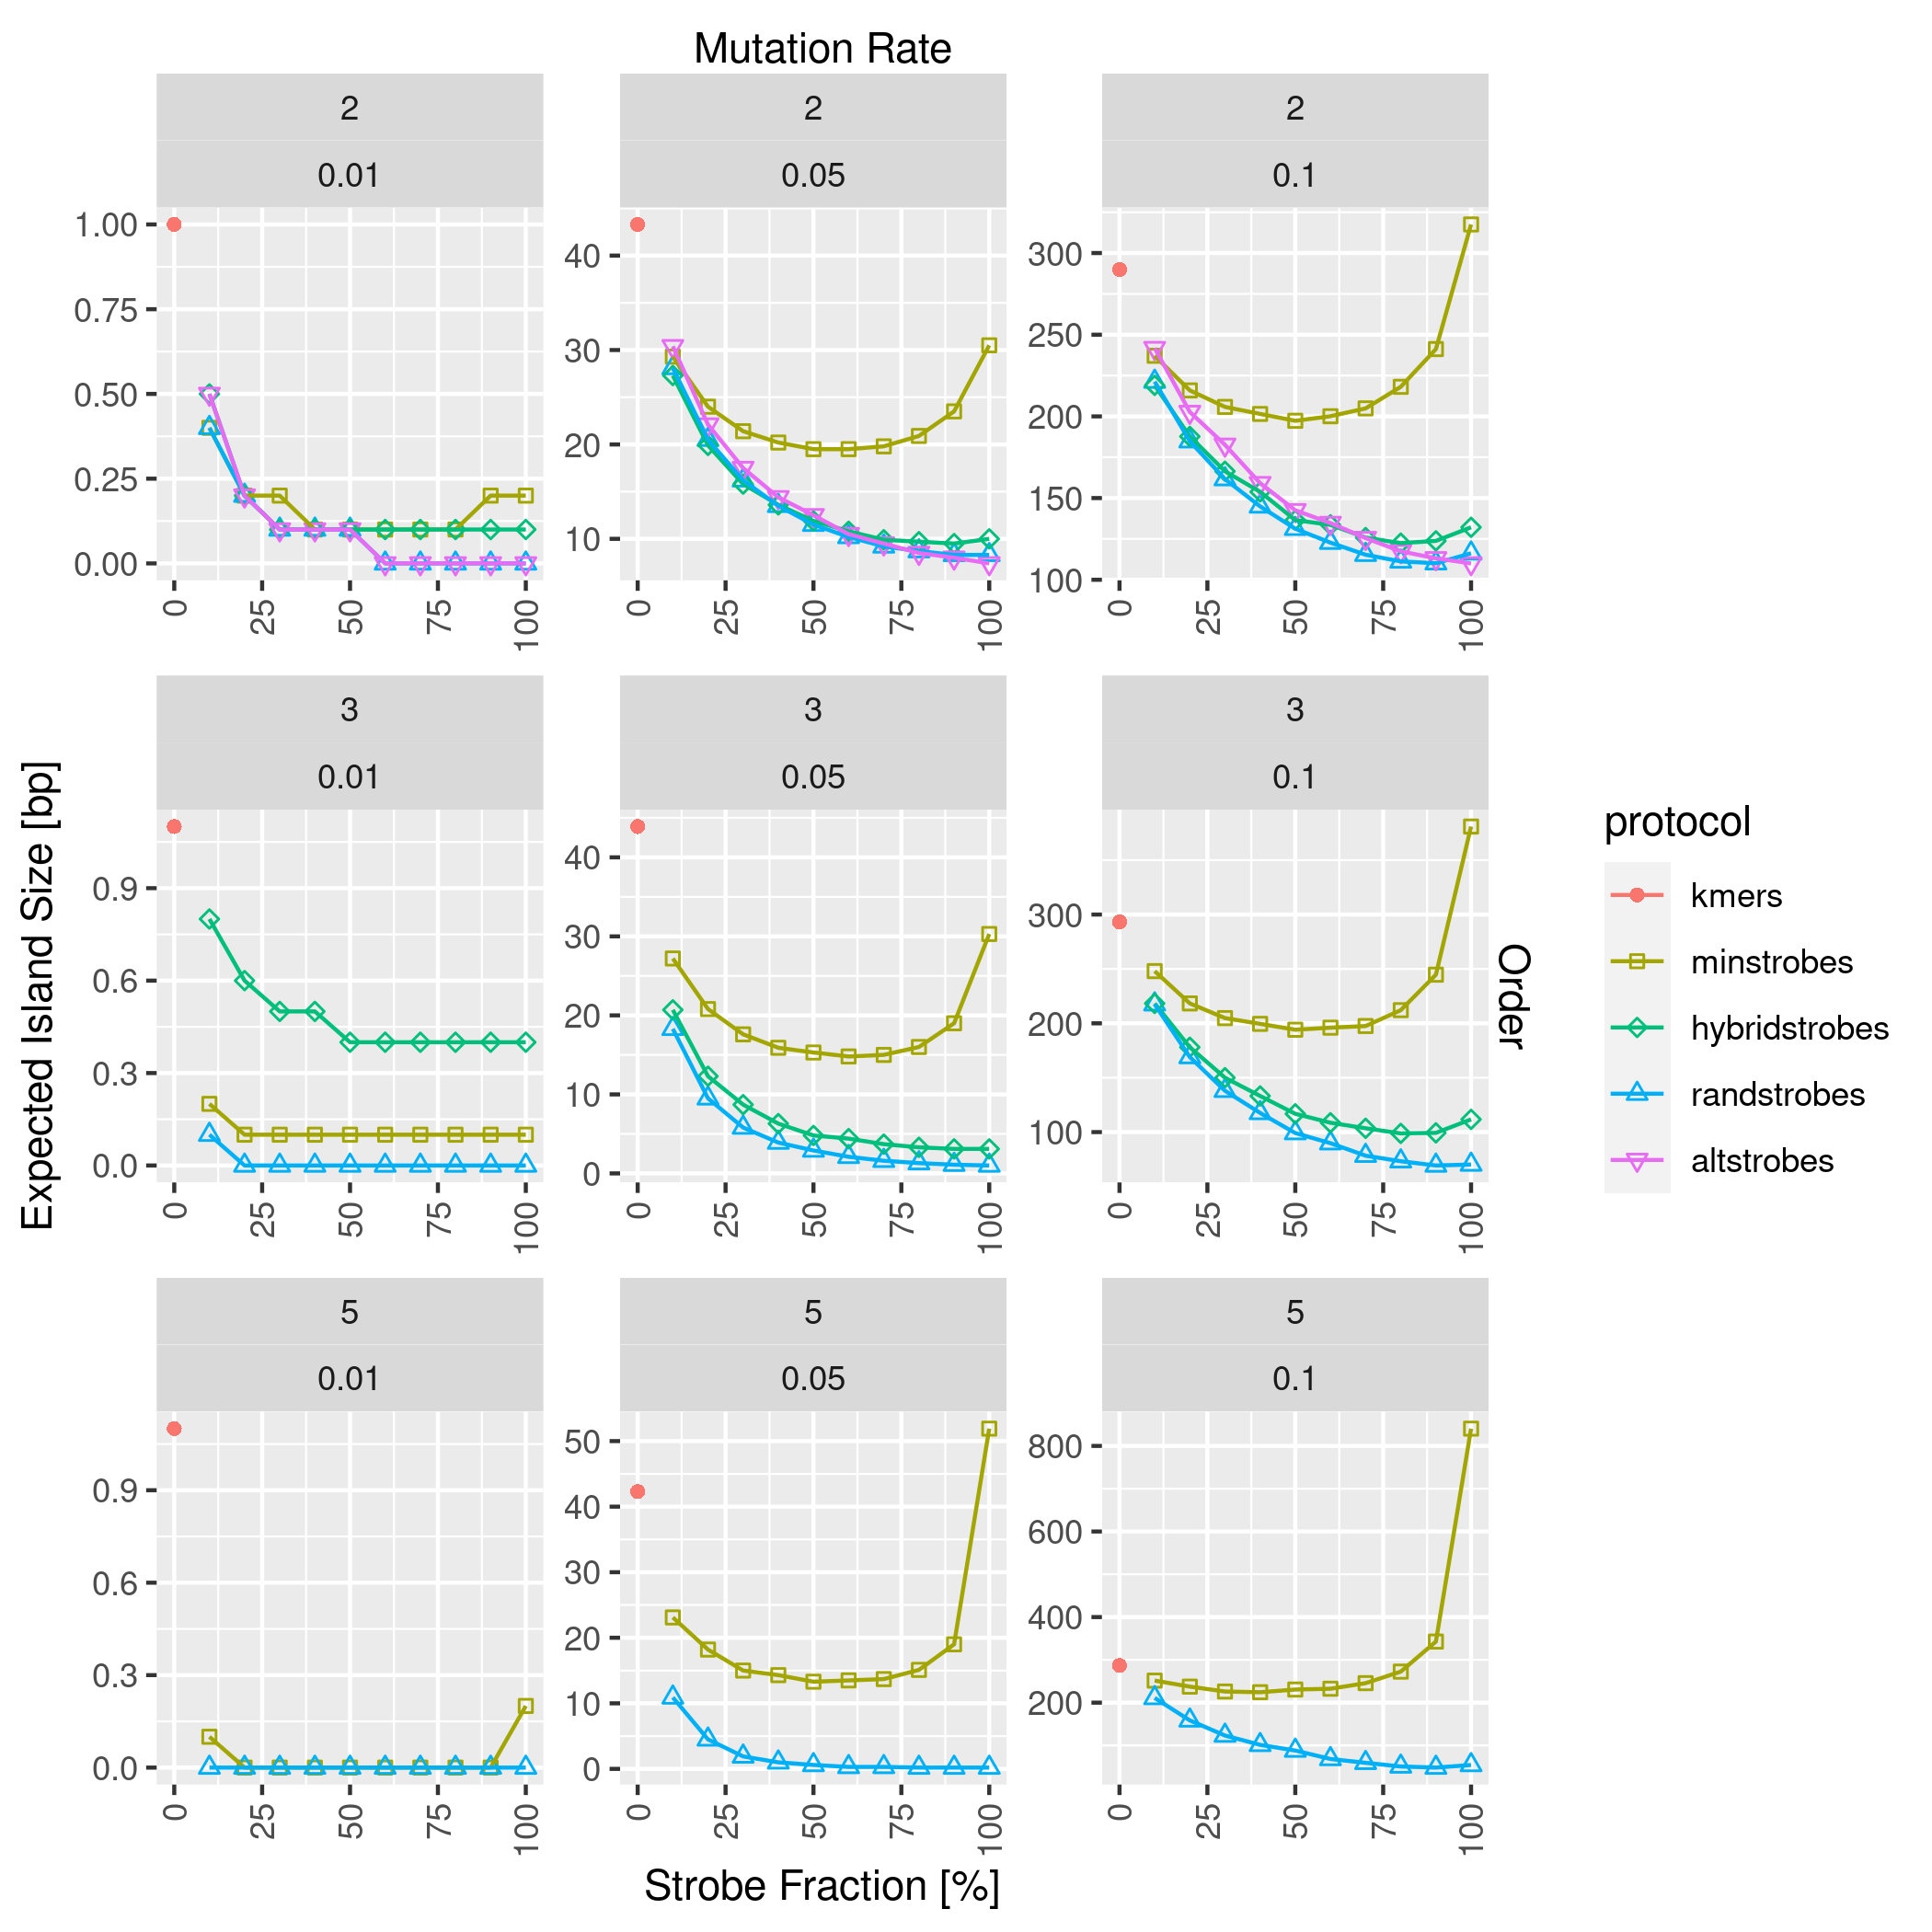 Mutation Rate
2 2 2
0.01 0.05 0.1
1.00
0.75
0.50
0.25
0.00
40
30
20
10
300
250
200
150
100
0 25 50 75 100 0 25 50 75 100 0 25 50 75 100
3 3 3
0.01 0.05 0.1
Expected Island Size [bp]
0.9
0.6
0.3
0.0
40
30
20
10
0
300
200
100
0 25 50 75 100 0 25 50 75 100 0 25 50 75 100
Order
protocol
kmers
minstrobes
hybridstrobes
randstrobes
altstrobes
5 5 5
0.01 0.05 0.1
0.9
0.6
0.3
0.0
50
40
30
20
10
0
800
600
400
200
0 25 50 75 100 0 25 50 75 100 0 25 50 75 100
Strobe Fraction [%]